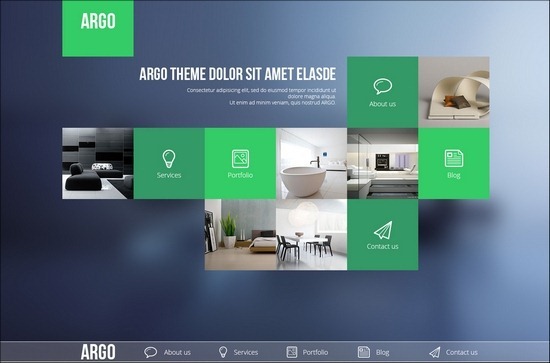 ARGO
ARGO THEME DOLOR SIT AMET ELASDE
Consectetur adipisicing elit, sed do eiusmod tempor incididunt ut
dolore magna aliqua.
Ut enim ad minim veniam, quis nostrud ARGO.
About us
Services
Portfolio
Blog
Contact us
ARGO
About us
Services
Portfolio
Blog
Contact us